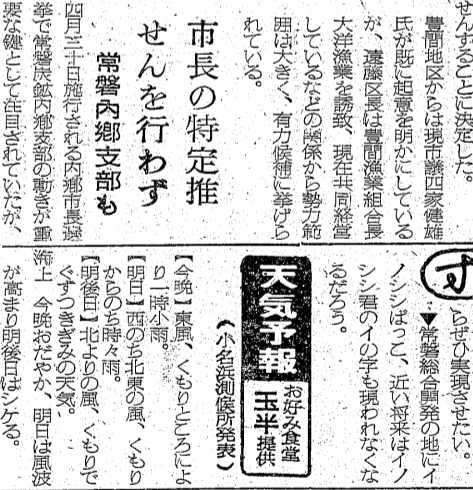 せんすることに決定した。
豊間地区からは現市議四家健雄
氏が既に起意を明かにしている
が、遠藤区長は豊間漁業組合長
大洋漁業を誘致、現在共同経営
しているなどの関係から勢力範
囲は大きく、有力候補に挙げら
れている。
市長の特定推
せんを行わず
常磐内郷支部も
四月三十日施行される内郷市長選
挙で常磐炭鉱内郷支部の動きが重
要な鍵として注目されていたが、
す
らぜひ実現させたい。
▼常磐総合開発の地にイ
ノシシぱっこ、近い将来はイノ
シシ君のイの字も現われなくな
るだろう。
天気予報
お好み食堂
玉半提供
(小名浜測候所発表)
【今晩】東風、くもりところによ
り一時小雨。
【明日】西のち北東の風、くもり
からのち時々雨。
【明後日】北よりの風、くもりで
ぐずつきぎみの天気。
海上 今晩おだやか、明日は風波
が高まり明後日はシケる。